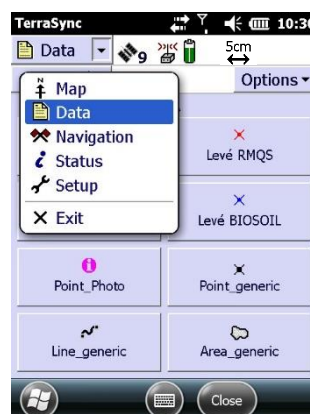 TerraSync 10:30
Data 9 5cm
Options
Map
Data
Navigation
Status
Setup
Exit
Levé RMQS
Levé BIOSOIL
Point_Photo Point_generic
Line_generic Area_generic
Close